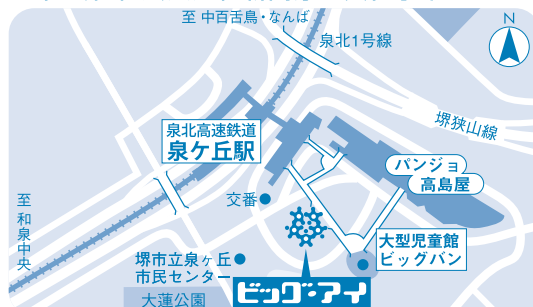 至 中百舌鳥・なんば
N
泉北1号線
堺狭山線
泉北高速鉄道
泉ケ丘駅
パンジョ
高島屋
至 和泉中央
交番
大型児童館
ビッグバン
堺市立泉ヶ丘
市民センター
ビッグ・アイ
大蓮公園